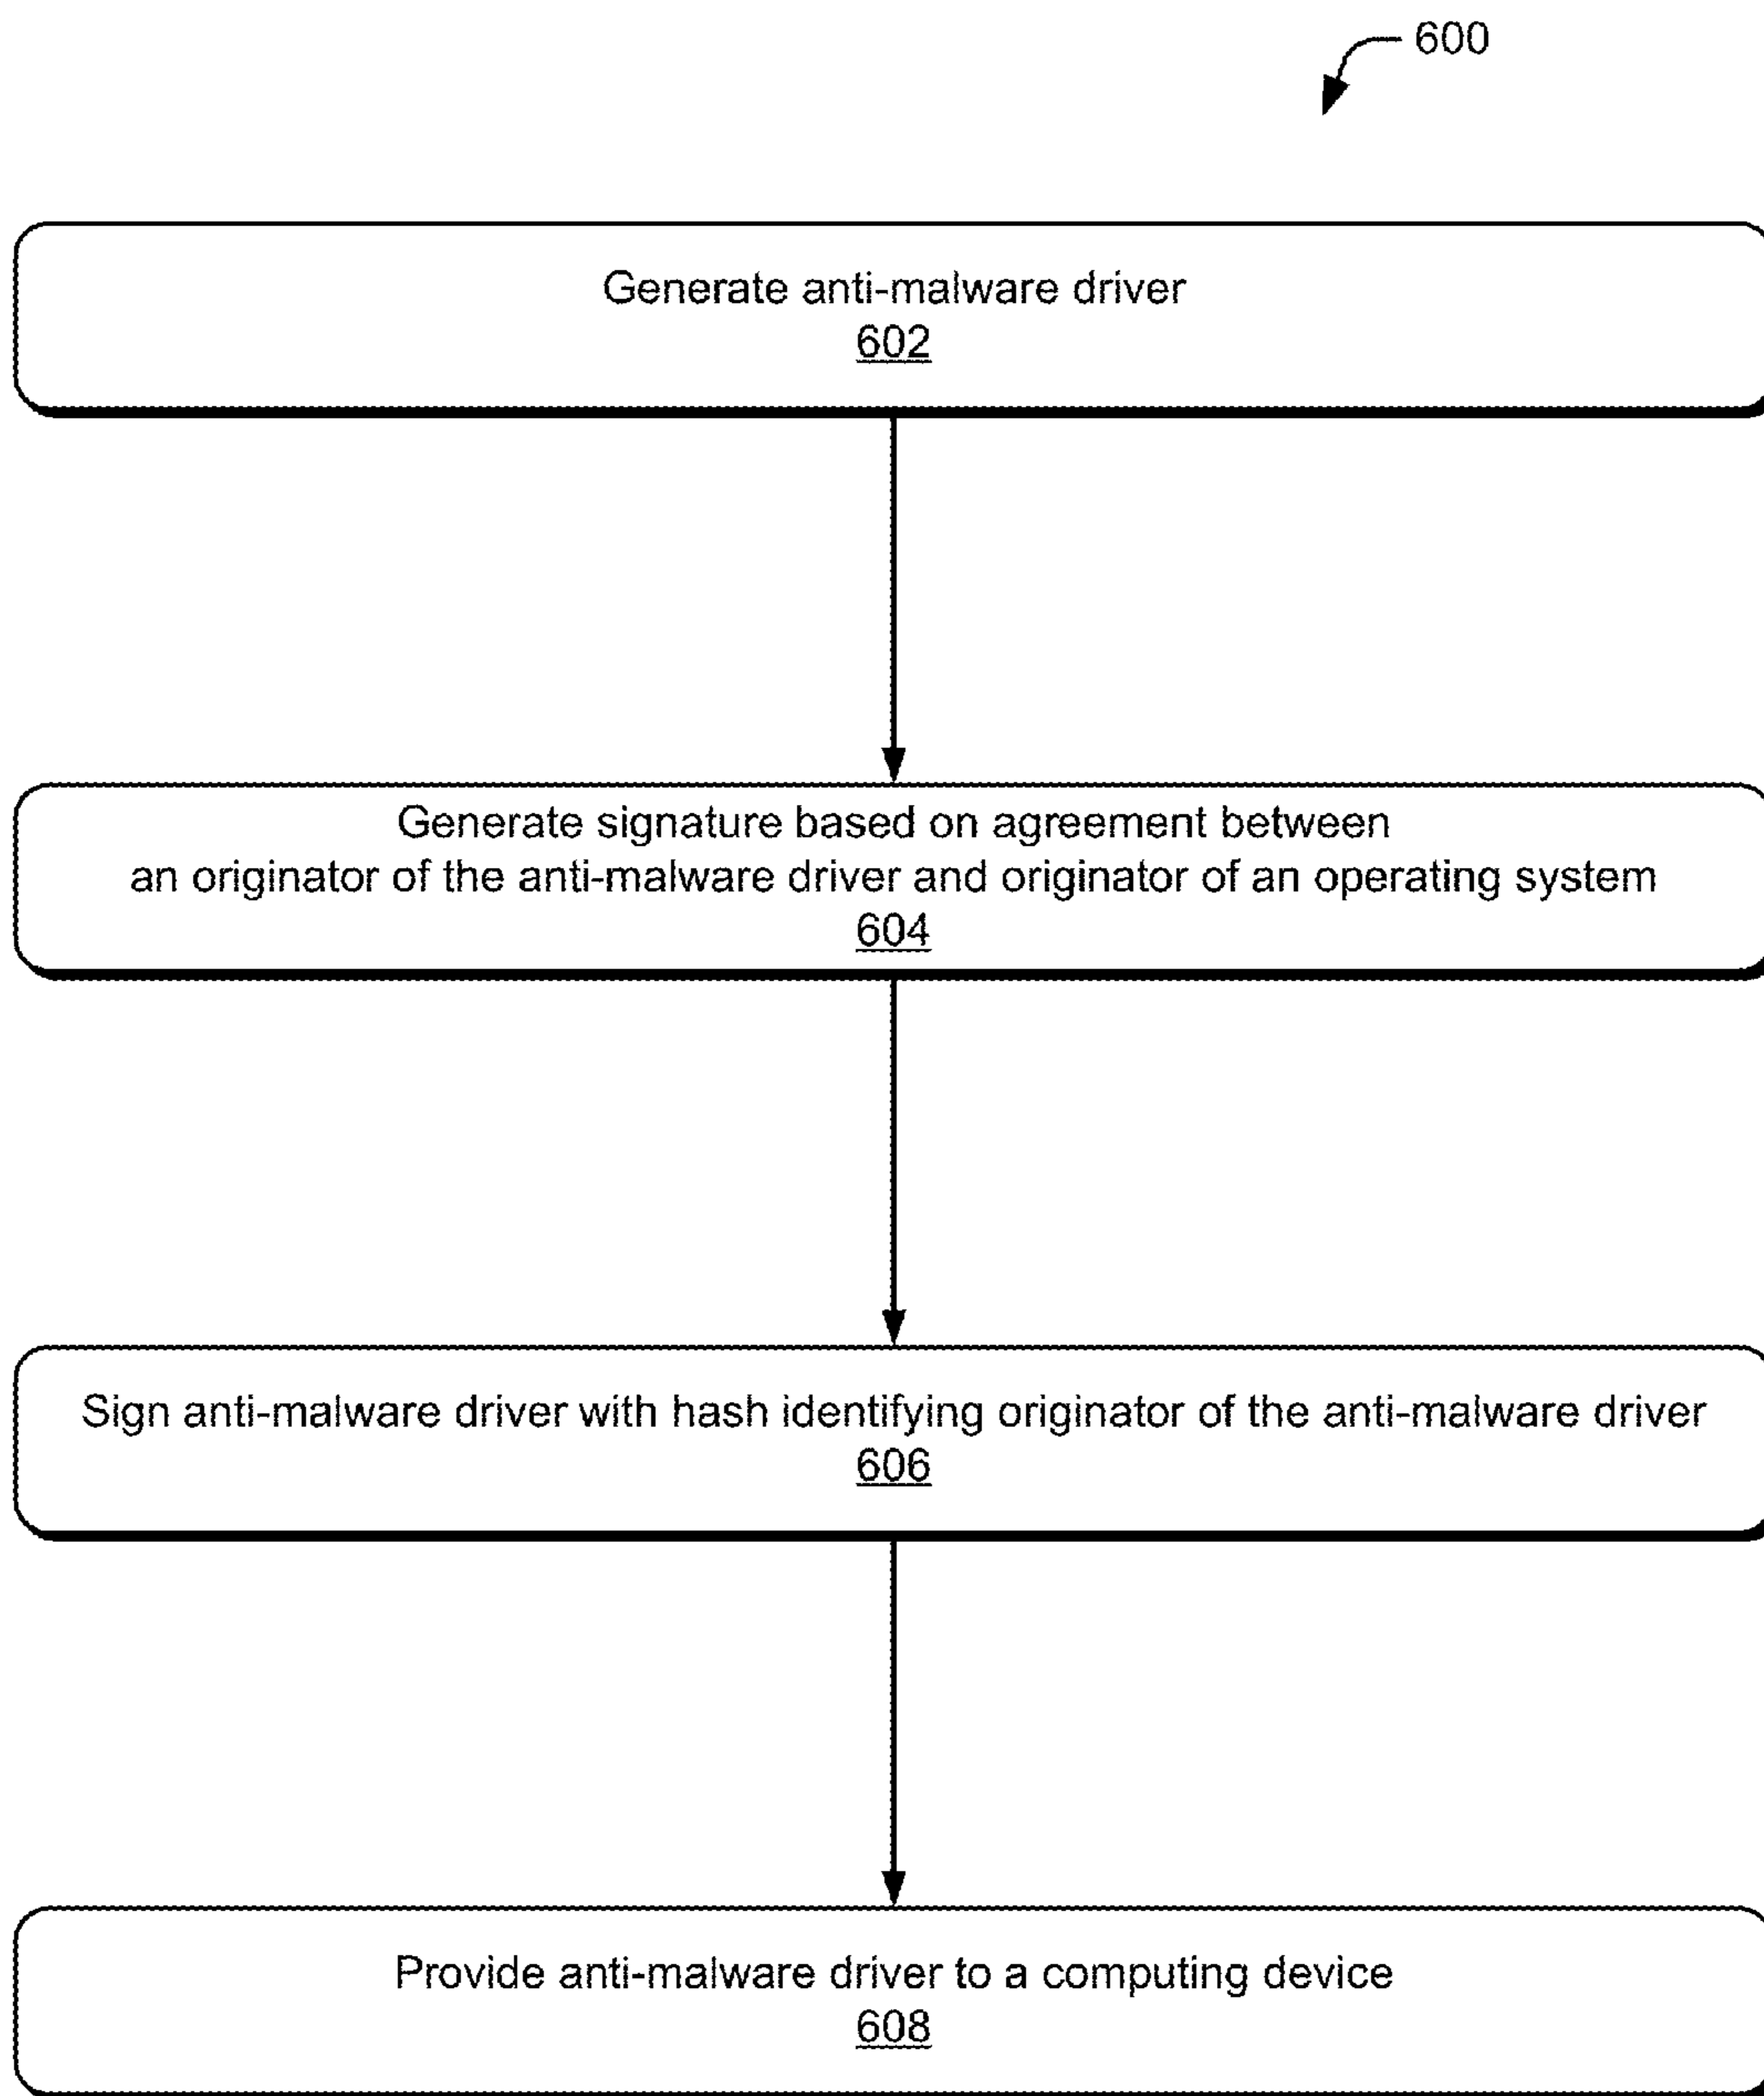 600
Generate anti-malware driver
602
Generate signature based on agreement between
an originator of the anti-malware driver and originator of an operating system
604
Sign anti-malware driver with hash identifying originator of the anti-malware driver
606
Provide anti-malware driver to a computing device
608